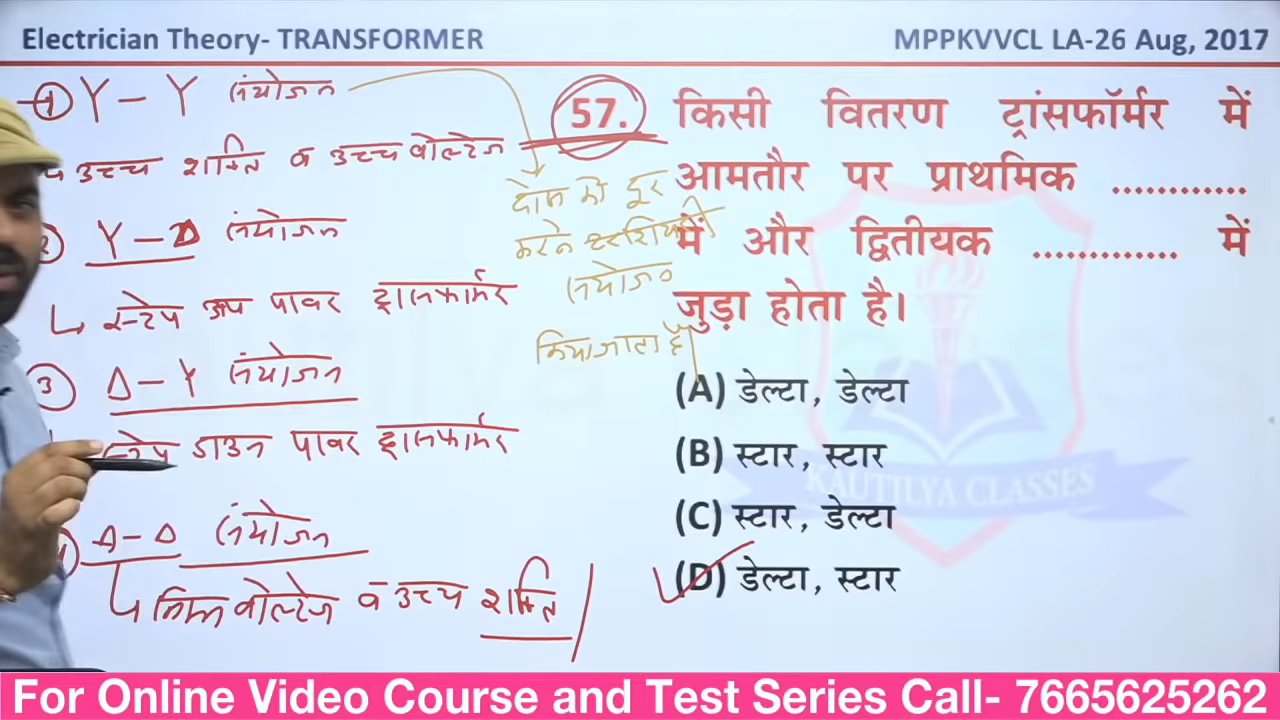 Electrician Theory- TRANSFORMER
MPPKVVCL LA-26 Aug, 2017
Y – Y संयोजन
उच्च शक्ति व उच्च वोल्टेज
Y – Δ संयोजन
स्टेप अप पावर ट्रांसफार्मर
3 Δ – Y संयोजन
स्टेप डाउन पावर ट्रांसफार्मर
Δ – Δ संयोजन
निम्न वोल्टेज व उच्च शक्ति
को दूर
करने
संयोजन
किया जाता है
57. किसी वितरण ट्रांसफॉर्मर में
आमतौर पर प्राथमिक ............
में और द्वितीयक ............. में
जुड़ा होता है।
(A) डेल्टा, डेल्टा
(B) स्टार, स्टार
(C) स्टार, डेल्टा
(D) डेल्टा, स्टार
KAUTILYA CLASSES
For Online Video Course and Test Series Call- 7665625262